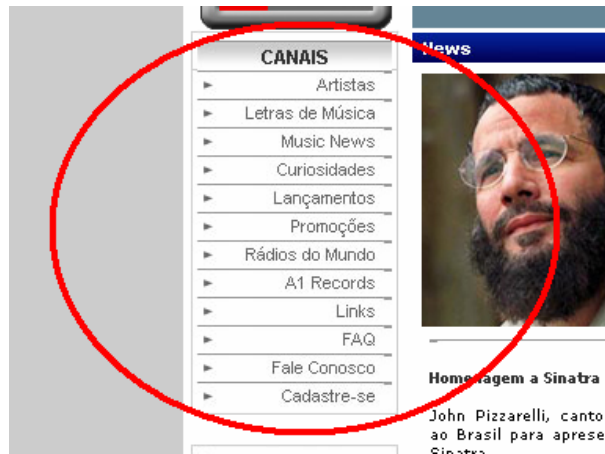 CANAIS
Artistas
Letras de Música
Music News
Curiosidades
Lançamentos
Promoções
Rádios do Mundo
A1 Records
Links
FAQ
Fale Conosco
Cadastre-se
News
Homenagem a Sinatra
John Pizzarelli, canto
ao Brasil para aprese
Sinatra